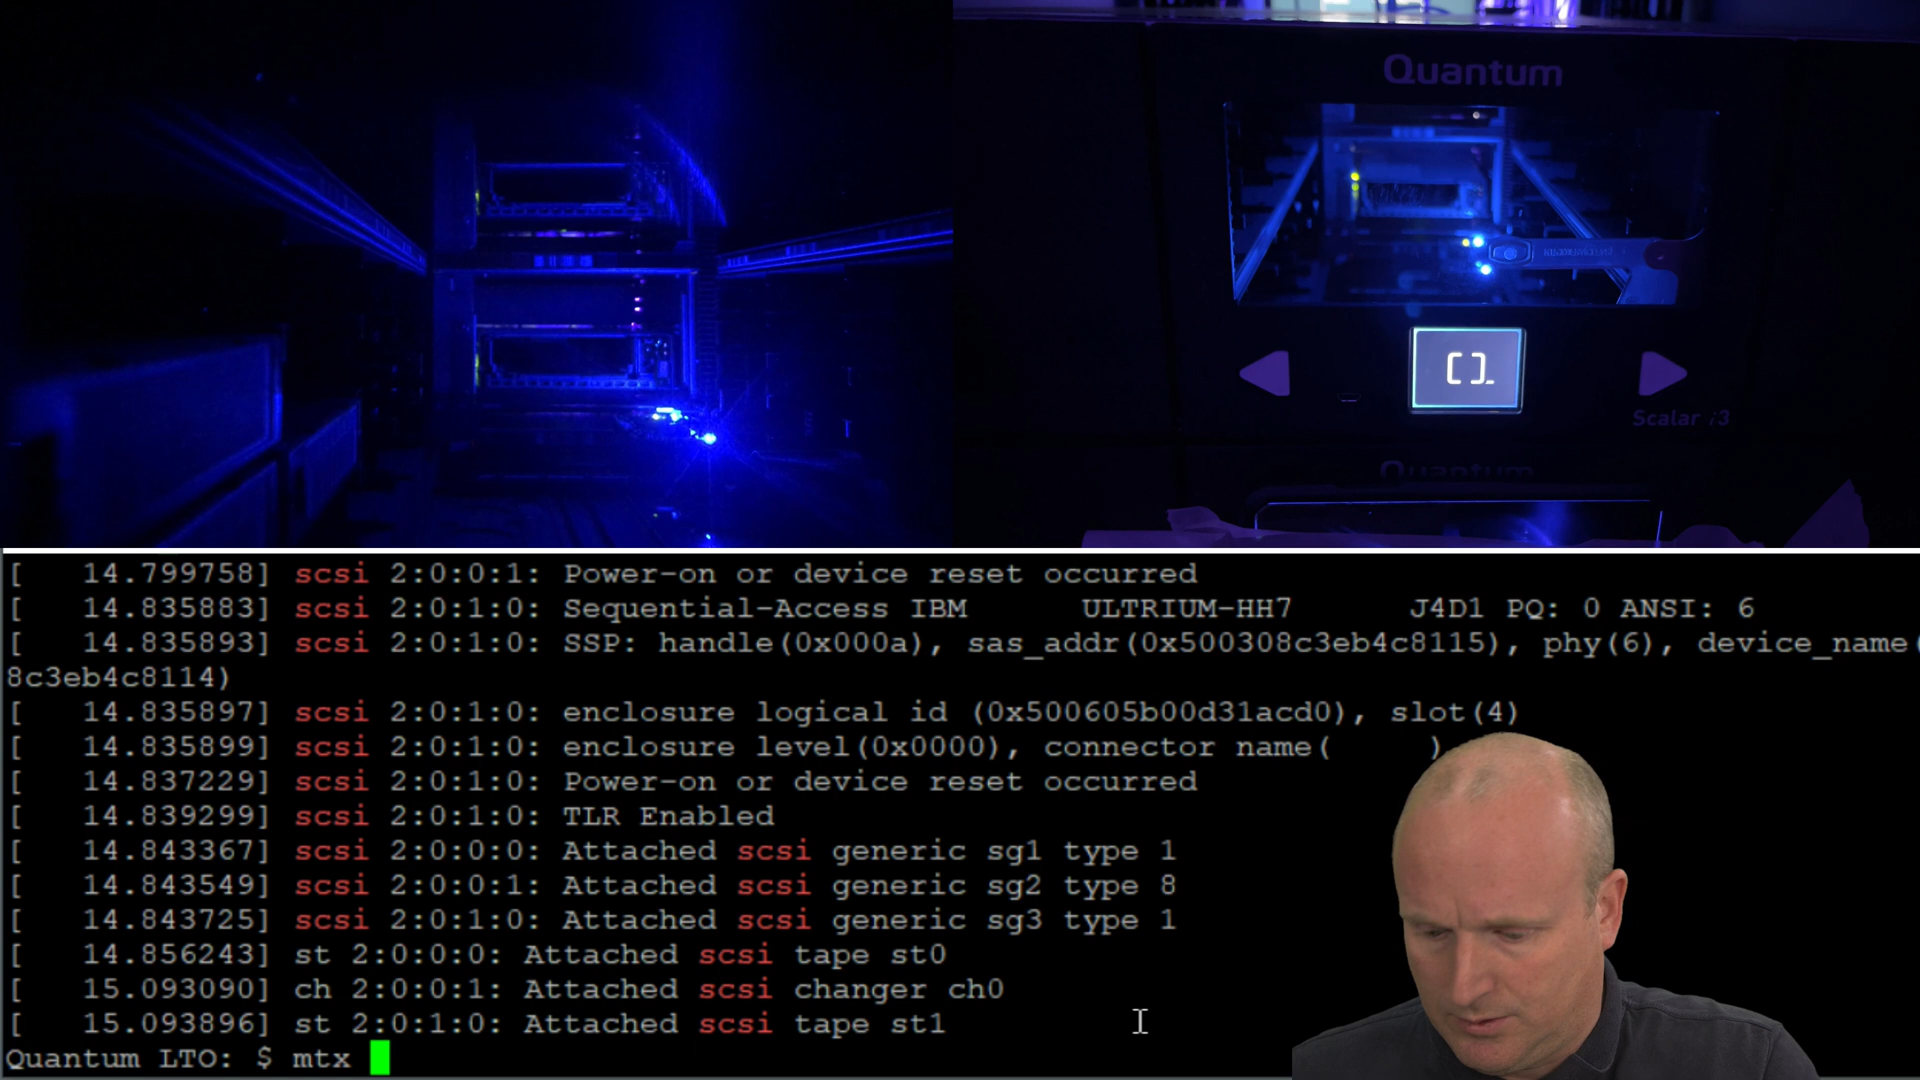 Quantum
Scalar i3
Quantum
[    14.799758] scsi 2:0:0:1: Power-on or device reset occurred
[    14.835883] scsi 2:0:1:0: Sequential-Access IBM      ULTRIUM-HH7      J4D1 PQ: 0 ANSI: 6
[    14.835893] scsi 2:0:1:0: SSP: handle(0x000a), sas_addr(0x500308c3eb4c8115), phy(6), device_name(
8c3eb4c8114)
[    14.835897] scsi 2:0:1:0: enclosure logical id (0x500605b00d31acd0), slot(4)
[    14.835899] scsi 2:0:1:0: enclosure level(0x0000), connector name(     )
[    14.837229] scsi 2:0:1:0: Power-on or device reset occurred
[    14.839299] scsi 2:0:1:0: TLR Enabled
[    14.843367] scsi 2:0:0:0: Attached scsi generic sg1 type 1
[    14.843549] scsi 2:0:0:1: Attached scsi generic sg2 type 8
[    14.843725] scsi 2:0:1:0: Attached scsi generic sg3 type 1
[    14.856243] st 2:0:0:0: Attached scsi tape st0
[    15.093090] ch 2:0:0:1: Attached scsi changer ch0
[    15.093896] st 2:0:1:0: Attached scsi tape st1
Quantum LTO: $ mtx